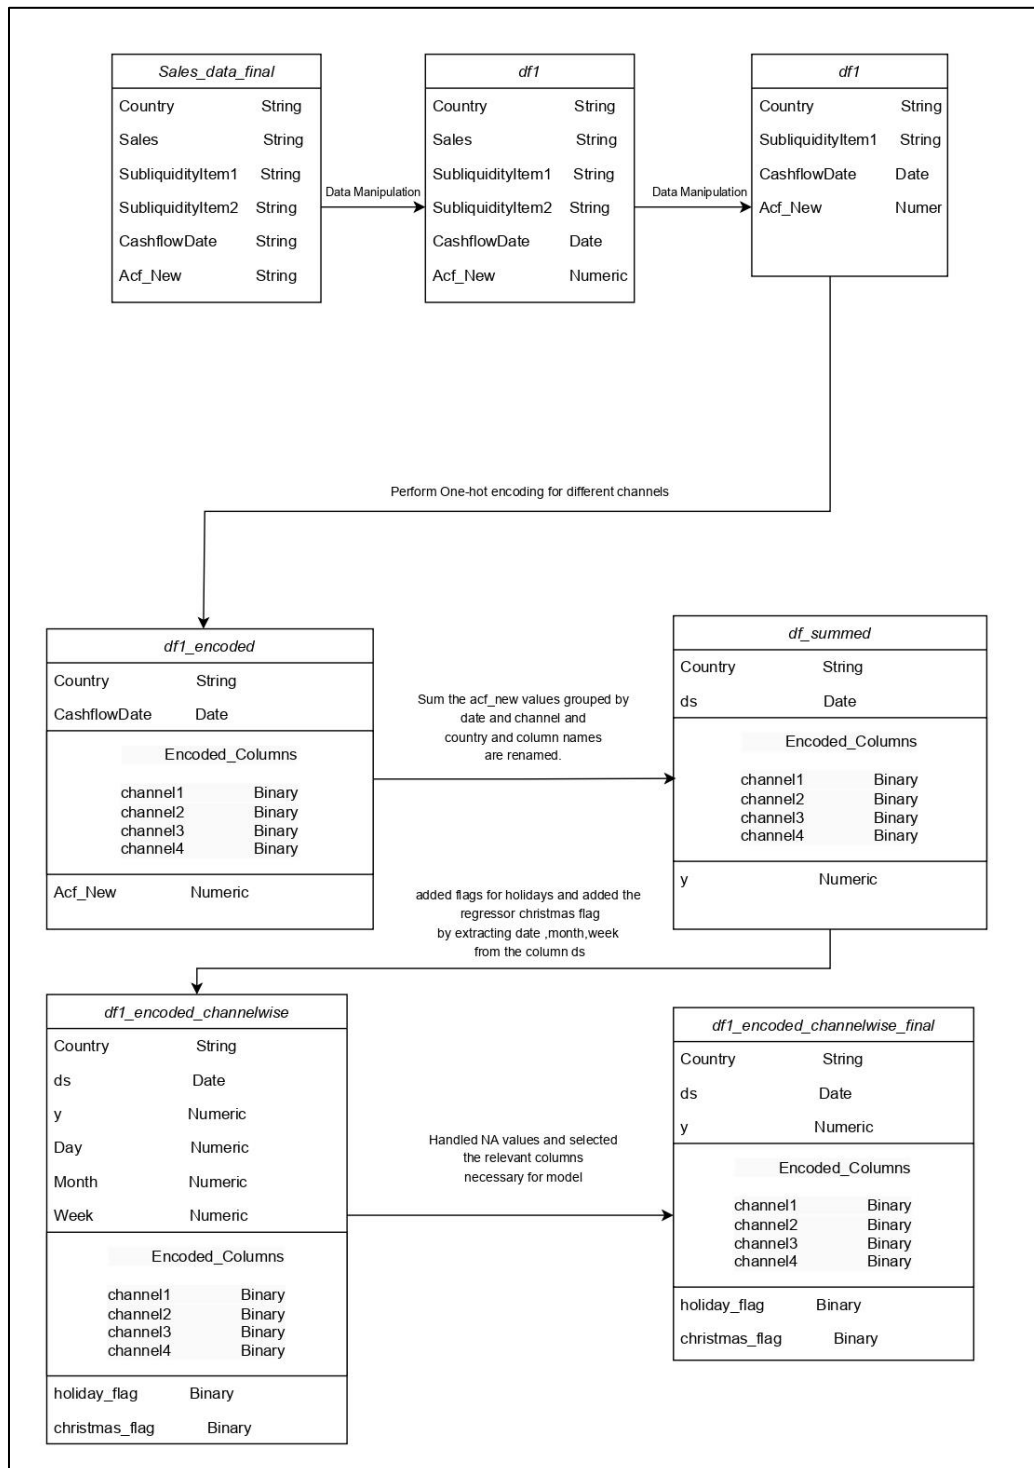 Sales_data_final
Country String
Sales String
SubliquidityItem1 String
SubliquidityItem2 String
CashflowDate String
Acf_New String
Data Manipulation
df1
Country String
Sales String
SubliquidityItem1 String
SubliquidityItem2 String
CashflowDate Date
Acf_New Numeric
Data Manipulation
df1
Country String
SubliquidityItem1 String
CashflowDate Date
Acf_New Numer
Perform One-hot encoding for different channels
df1_encoded
Country String
CashflowDate Date
Encoded_Columns
channel1 Binary
channel2 Binary
channel3 Binary
channel4 Binary
Acf_New Numeric
Sum the acf_new values grouped by
date and channel and
country and column names
are renamed.
df_summed
Country String
ds Date
Encoded_Columns
channel1 Binary
channel2 Binary
channel3 Binary
channel4 Binary
y Numeric
added flags for holidays and added the
regressor christmas flag
by extracting date ,month,week
from the column ds
df1_encoded_channelwise
Country String
ds Date
y Numeric
Day Numeric
Month Numeric
Week Numeric
Encoded_Columns
channel1 Binary
channel2 Binary
channel3 Binary
channel4 Binary
holiday_flag Binary
christmas_flag Binary
Handled NA values and selected
the relevant columns
necessary for model
df1_encoded_channelwise_final
Country String
ds Date
y Numeric
Encoded_Columns
channel1 Binary
channel2 Binary
channel3 Binary
channel4 Binary
holiday_flag Binary
christmas_flag Binary